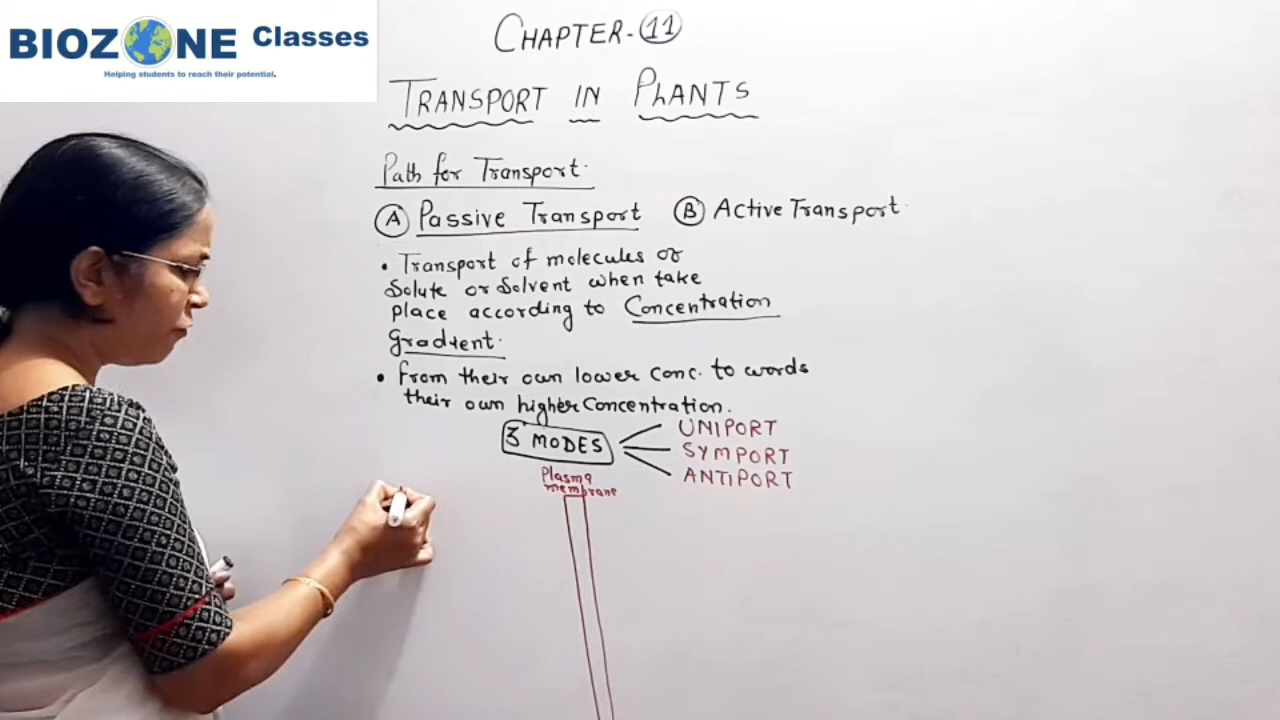 BIOZONE Classes
Helping students to reach their potential.
CHAPTER-11
TRANSPORT IN PLANTS
Path for Transport.
A Passive Transport B Active Transport.
• Transport of molecules or
Solute or Solvent when take
place according to Concentration
gradient.
• from their own lower conc. to words
their own higher Concentration.
3 MODES
UNIPORT
SYMPORT
ANTIPORT
Plasma
membrane